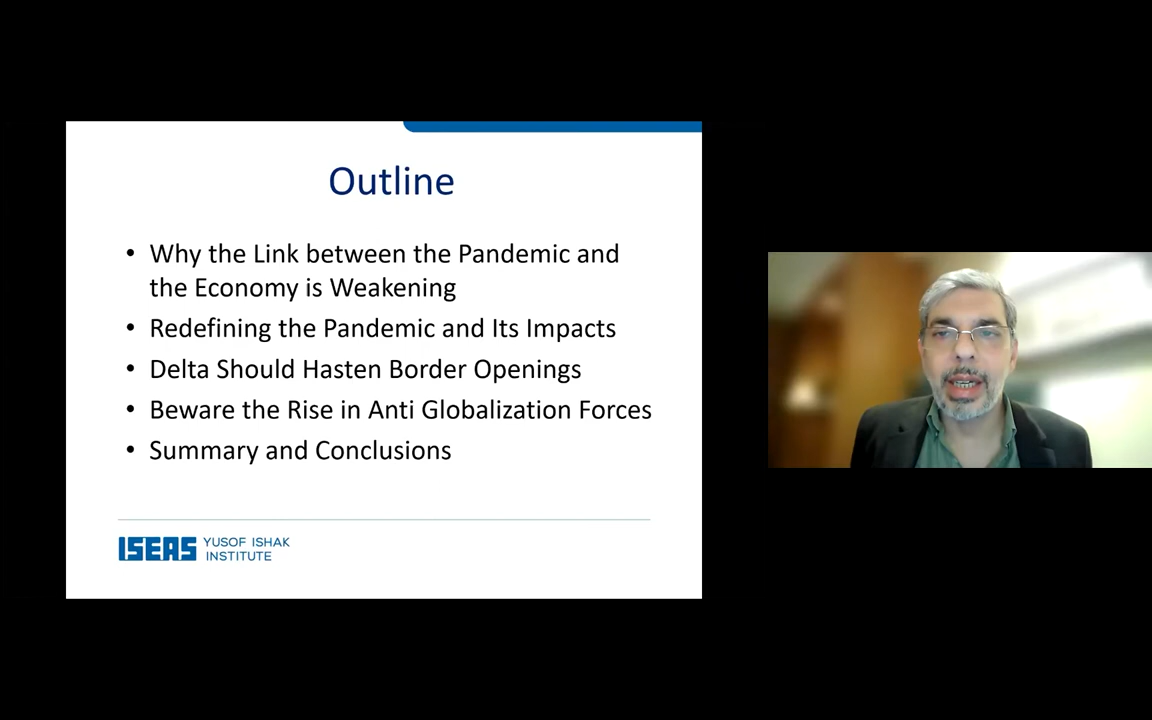 Outline
• Why the Link between the Pandemic and
the Economy is Weakening
• Redefining the Pandemic and Its Impacts
• Delta Should Hasten Border Openings
• Beware the Rise in Anti Globalization Forces
• Summary and Conclusions
ISEAS YUSOF ISHAK
INSTITUTE